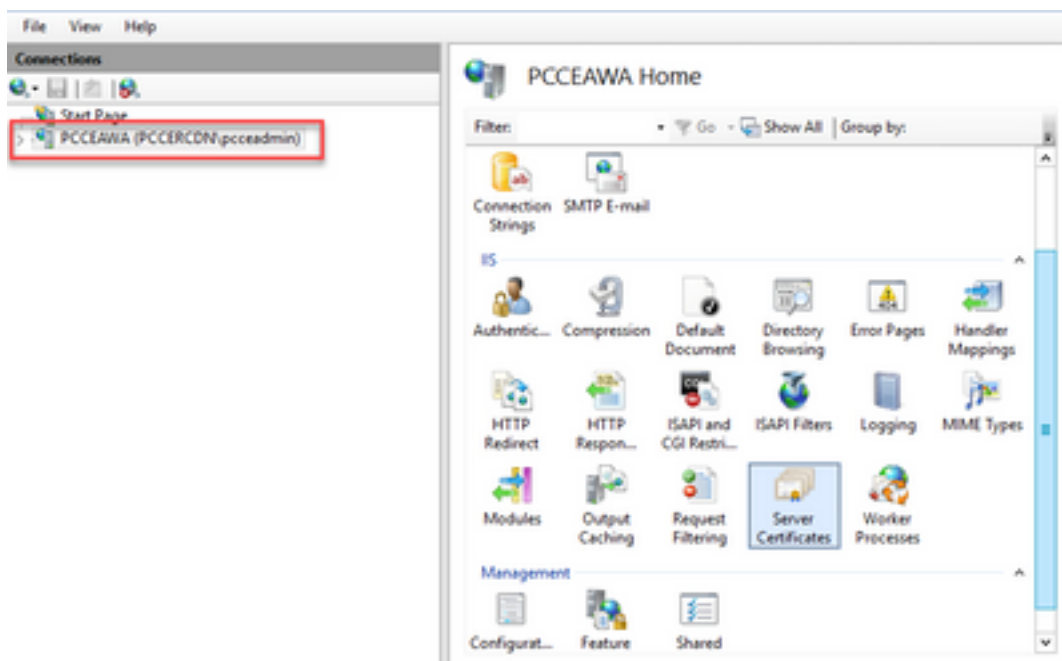 File View Help
Connections
Start Page
PCCEAWA (PCCERCDN\pcceadmin)
PCCEAWA Home
Filter: Go Show All Group by:
Connection Strings
SMTP E-mail
IIS
Authentic...
Compression
Default Document
Directory Browsing
Error Pages
Handler Mappings
HTTP Redirect
HTTP Respon...
ISAPI and CGI Restri...
ISAPI Filters
Logging
MIME Types
Modules
Output Caching
Request Filtering
Server Certificates
Worker Processes
Management
Configurat...
Feature
Shared